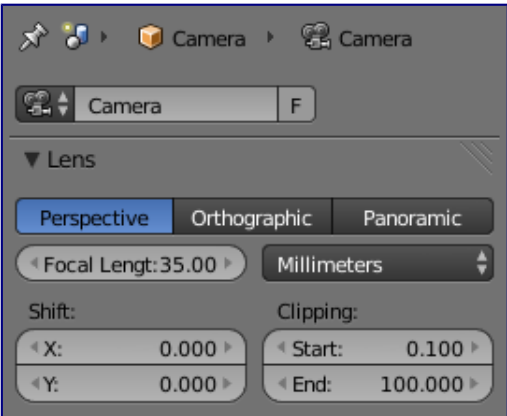 Camera Camera
Camera F
Lens
Perspective Orthographic Panoramic
Focal Lengt: 35.00 Millimeters
Shift: Clipping:
X: 0.000 Start: 0.100
Y: 0.000 End: 100.000